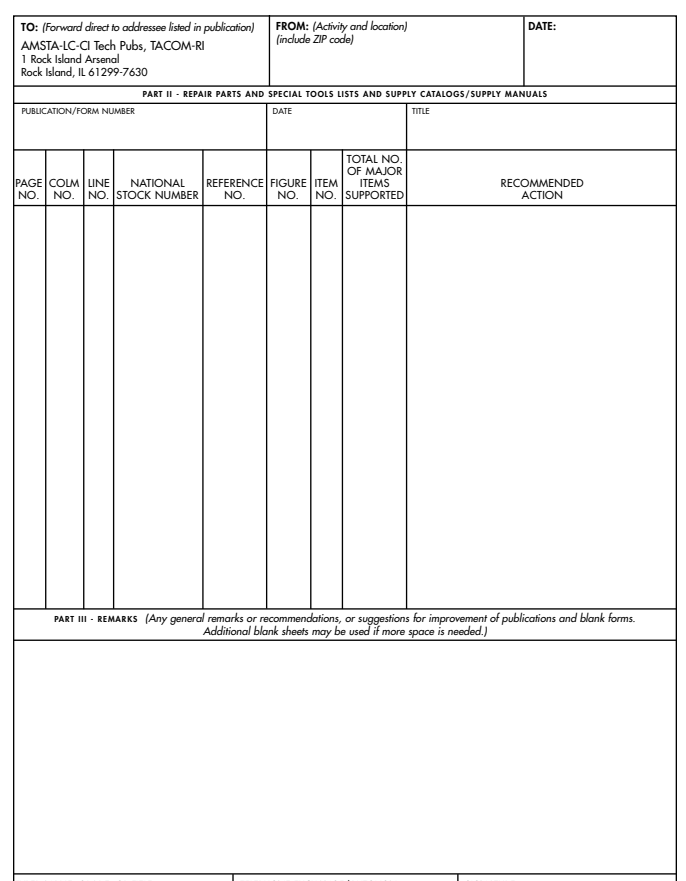 TO: (Forward direct to addressee listed in publication)
AMSTA-LC-CI Tech Pubs, TACOM-RI
1 Rock Island Arsenal
Rock Island, IL 61299-7630
FROM: (Activity and location)
(include ZIP code)
DATE:
PART II - REPAIR PARTS AND SPECIAL TOOLS LISTS AND SUPPLY CATALOGS/SUPPLY MANUALS
PUBLICATION/FORM NUMBER
DATE
TITLE
PAGE
NO.
COLM
NO.
LINE
NO.
NATIONAL
STOCK NUMBER
REFERENCE
NO.
FIGURE
NO.
ITEM
NO.
TOTAL NO.
OF MAJOR
ITEMS
SUPPORTED
RECOMMENDED
ACTION
PART III - REMARKS (Any general remarks or recommendations, or suggestions for improvement of publications and blank forms.
Additional blank sheets may be used if more space is needed.)